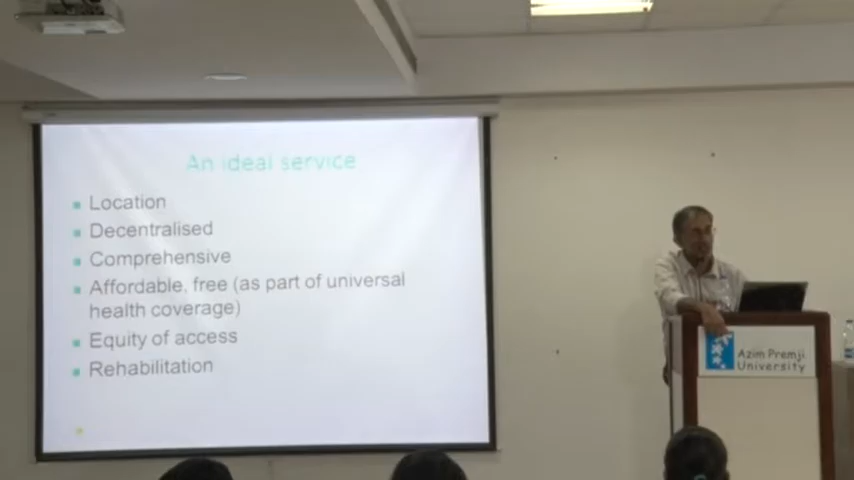 An ideal service
Location
Decentralised
Comprehensive
Affordable, free (as part of universal
health coverage)
Equity of access
Rehabilitation
Azim Premji
University